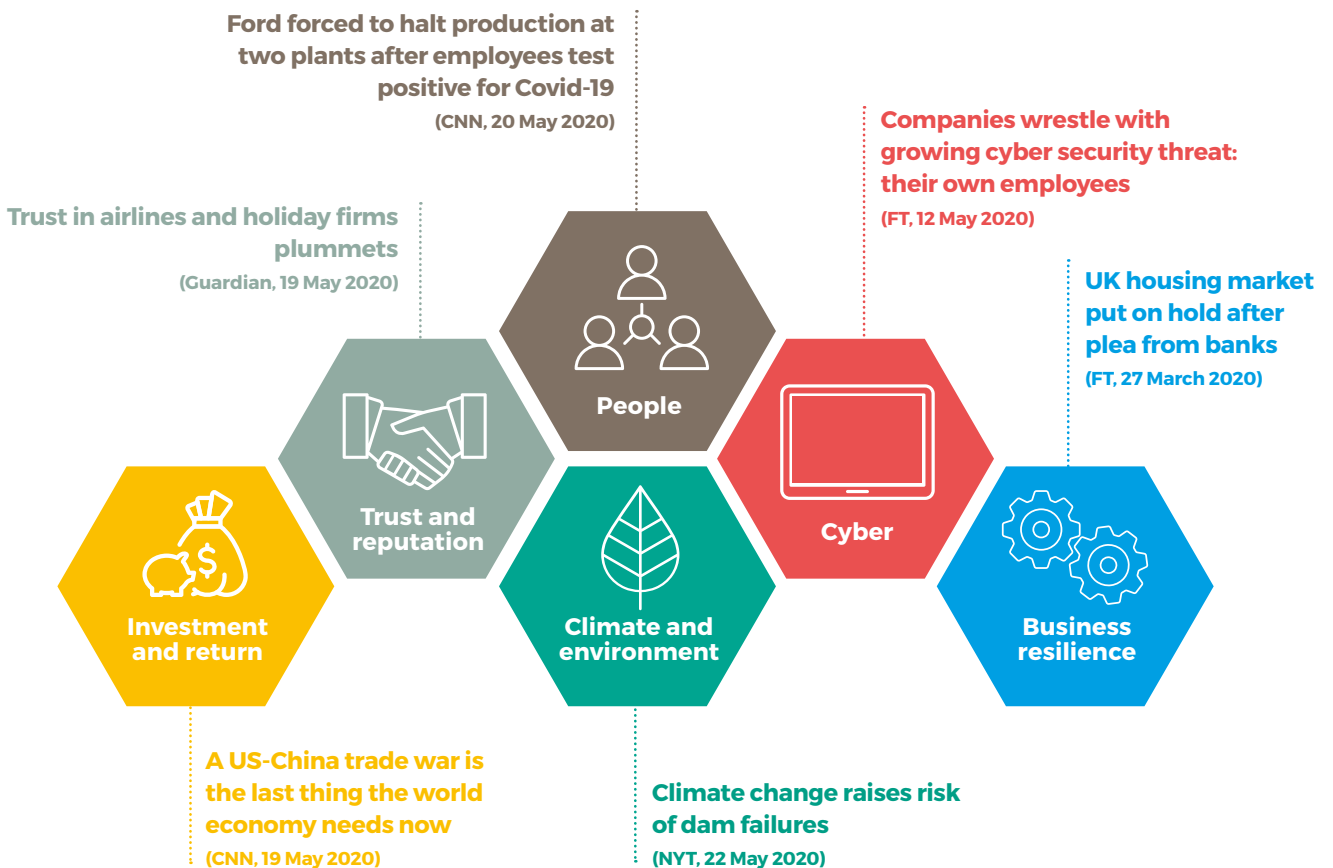 Ford forced to halt production at
two plants after employees test
positive for Covid-19
(CNN, 20 May 2020)
Companies wrestle with
growing cyber security threat:
their own employees
(FT, 12 May 2020)
Trust in airlines and holiday firms
plummets
(Guardian, 19 May 2020)
UK housing market
put on hold after
plea from banks
(FT, 27 March 2020)
People
Trust and
reputation
Cyber
$
Investment
and return
Climate and
environment
Business
resilience
A US-China trade war is
the last thing the world
economy needs now
(CNN, 19 May 2020)
Climate change raises risk
of dam failures
(NYT, 22 May 2020)